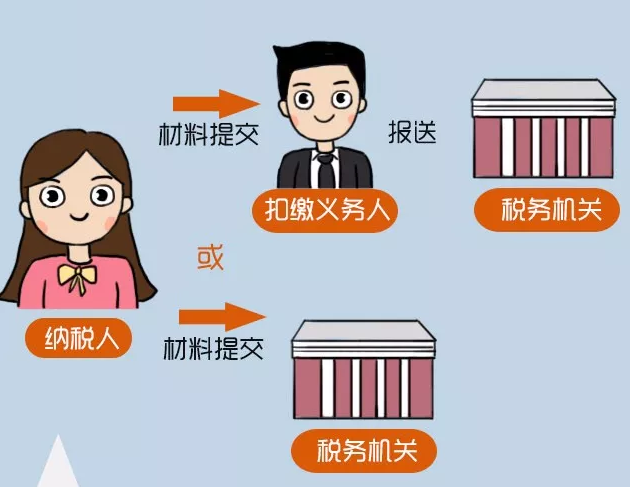 材料提交
报送
扣缴义务人
税务机关
或
纳税人
材料提交
税务机关